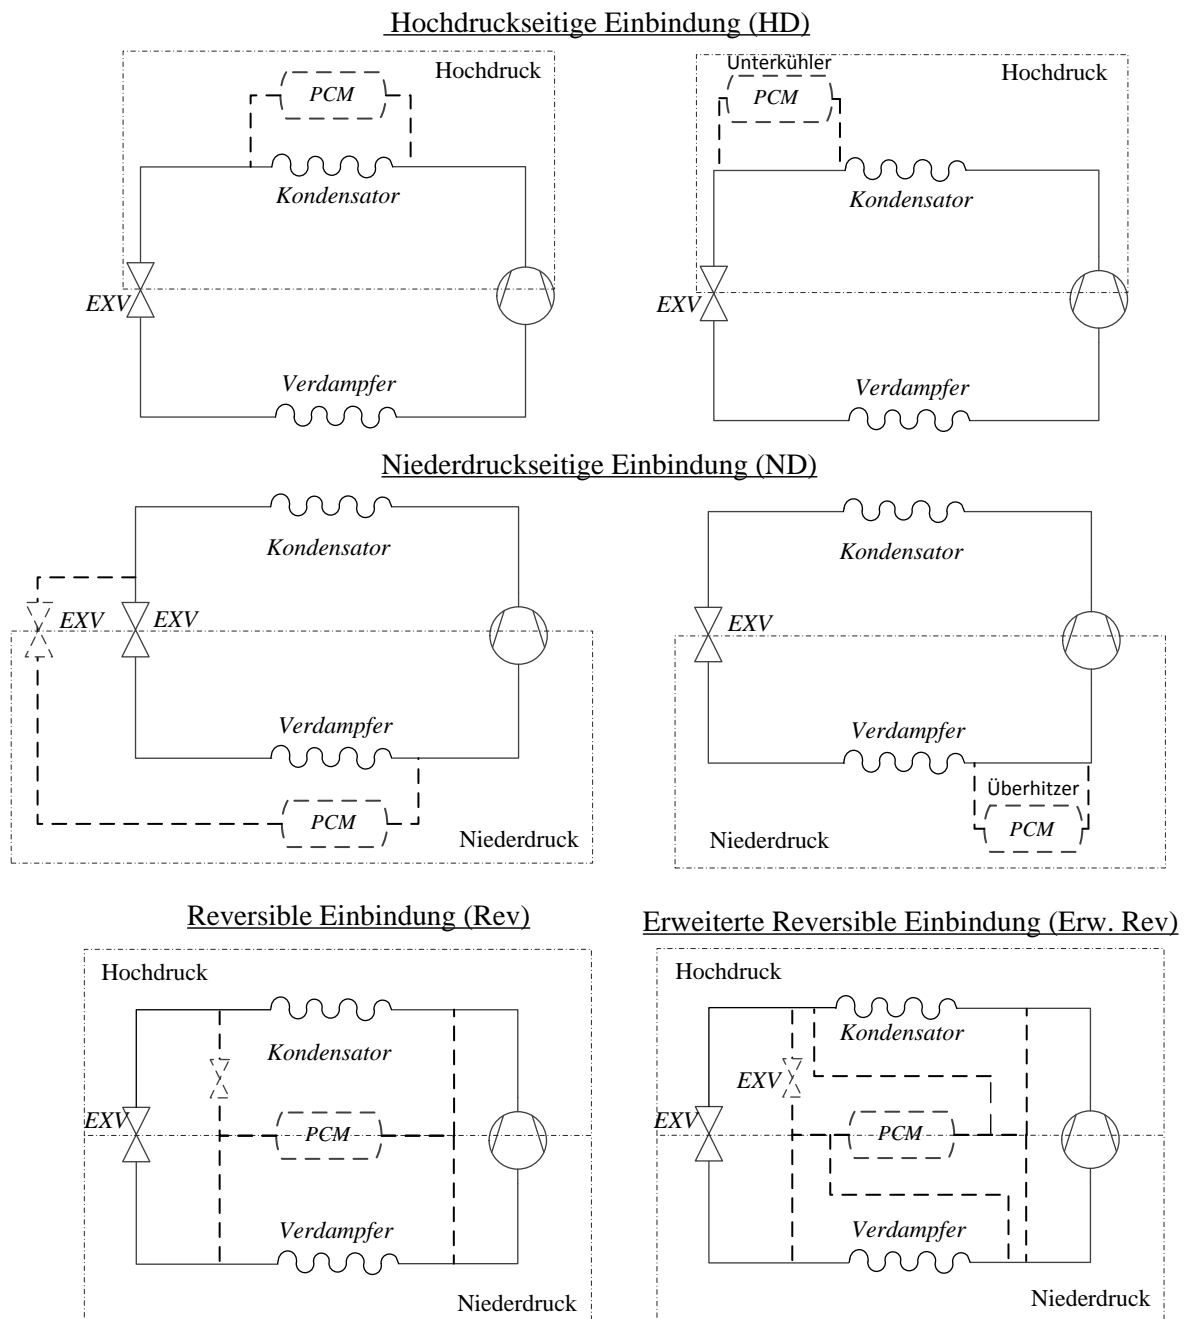 Hochdruckseitige Einbindung (HD)
Hochdruck
PCM
Kondensator
EXV
Verdampfer
Unterkühler
Hochdruck
PCM
Kondensator
EXV
Verdampfer
Niederdruckseitige Einbindung (ND)
Kondensator
EXV
EXV
Verdampfer
PCM
Niederdruck
Kondensator
EXV
Verdampfer
Überhitzer
PCM
Niederdruck
Reversible Einbindung (Rev)
Hochdruck
Kondensator
EXV
PCM
Verdampfer
Niederdruck
Erweiterte Reversible Einbindung (Erw. Rev)
Hochdruck
Kondensator
EXV
EXV
PCM
Verdampfer
Niederdruck